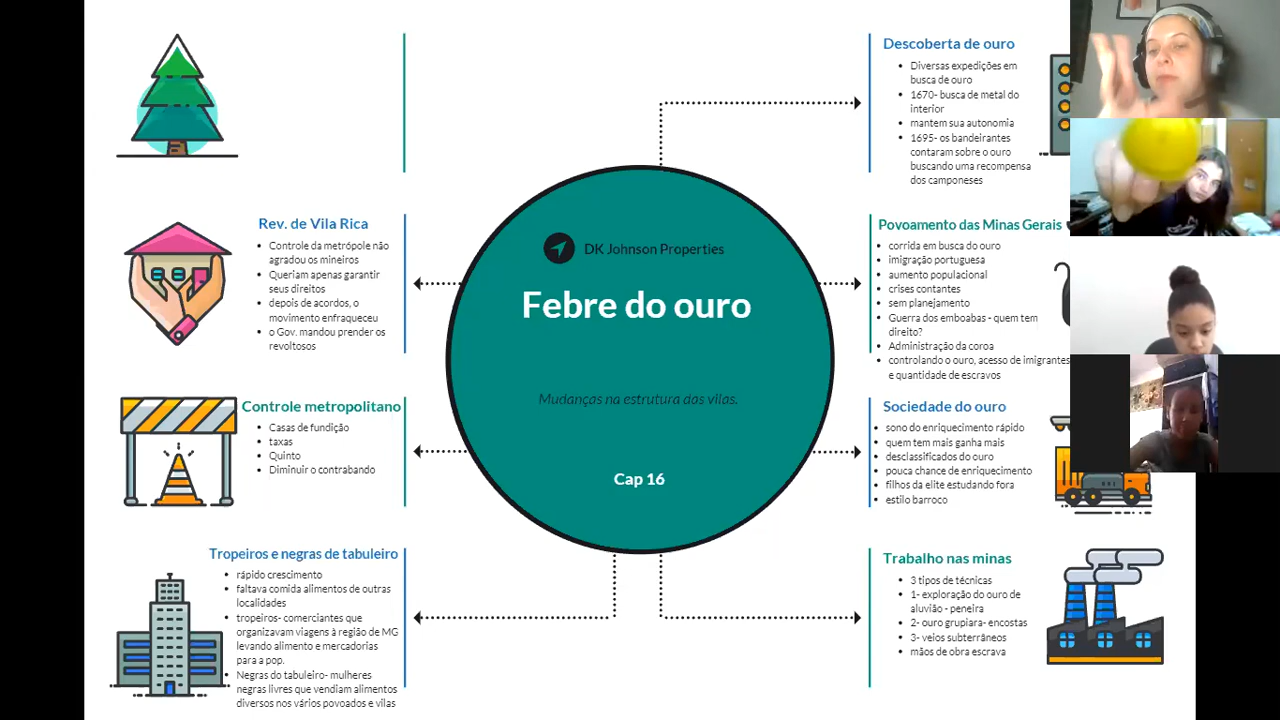 Descoberta de ouro
Diversas expedições em
busca de ouro
1670- busca de metal do
interior
mantem sua autonomia
1695- os bandeirantes
contaram sobre o ouro
buscando uma recompensa
dos camponeses
Rev. de Vila Rica
Controle da metrópole não
agradou os mineiros
Queriam apenas garantir
seus direitos
depois de acordos, o
movimento enfraqueceu
o Gov. mandou prender os
revoltosos
DK Johnson Properties
Febre do ouro
Mudanças na estrutura das vilas.
Cap 16
Povoamento das Minas Gerais
corrida em busca do ouro
imigração portuguesa
aumento populacional
crises contantes
sem planejamento
Guerra dos emboabas - quem tem
direito?
Administração da coroa
controlando o ouro, acesso de imigrantes
e quantidade de escravos
Controle metropolitano
Casas de fundição
taxas
Quinto
Diminuir o contrabando
Sociedade do ouro
sono do enriquecimento rápido
quem tem mais ganha mais
desclassificados do ouro
pouca chance de enriquecimento
filhos da elite estudando fora
estilo barroco
Tropeiros e negras de tabuleiro
rápido crescimento
faltava comida alimentos de outras
localidades
tropeiros- comerciantes que
organizavam viagens à região de MG
levando alimento e mercadorias
para a pop.
Negras do tabuleiro- mulheres
negras livres que vendiam alimentos
diversos nos vários povoados e vilas
Trabalho nas minas
3 tipos de técnicas
1- exploração do ouro de
aluvião - peneira
2- ouro grupiara- encostas
3- veios subterrâneos
mãos de obra escrava